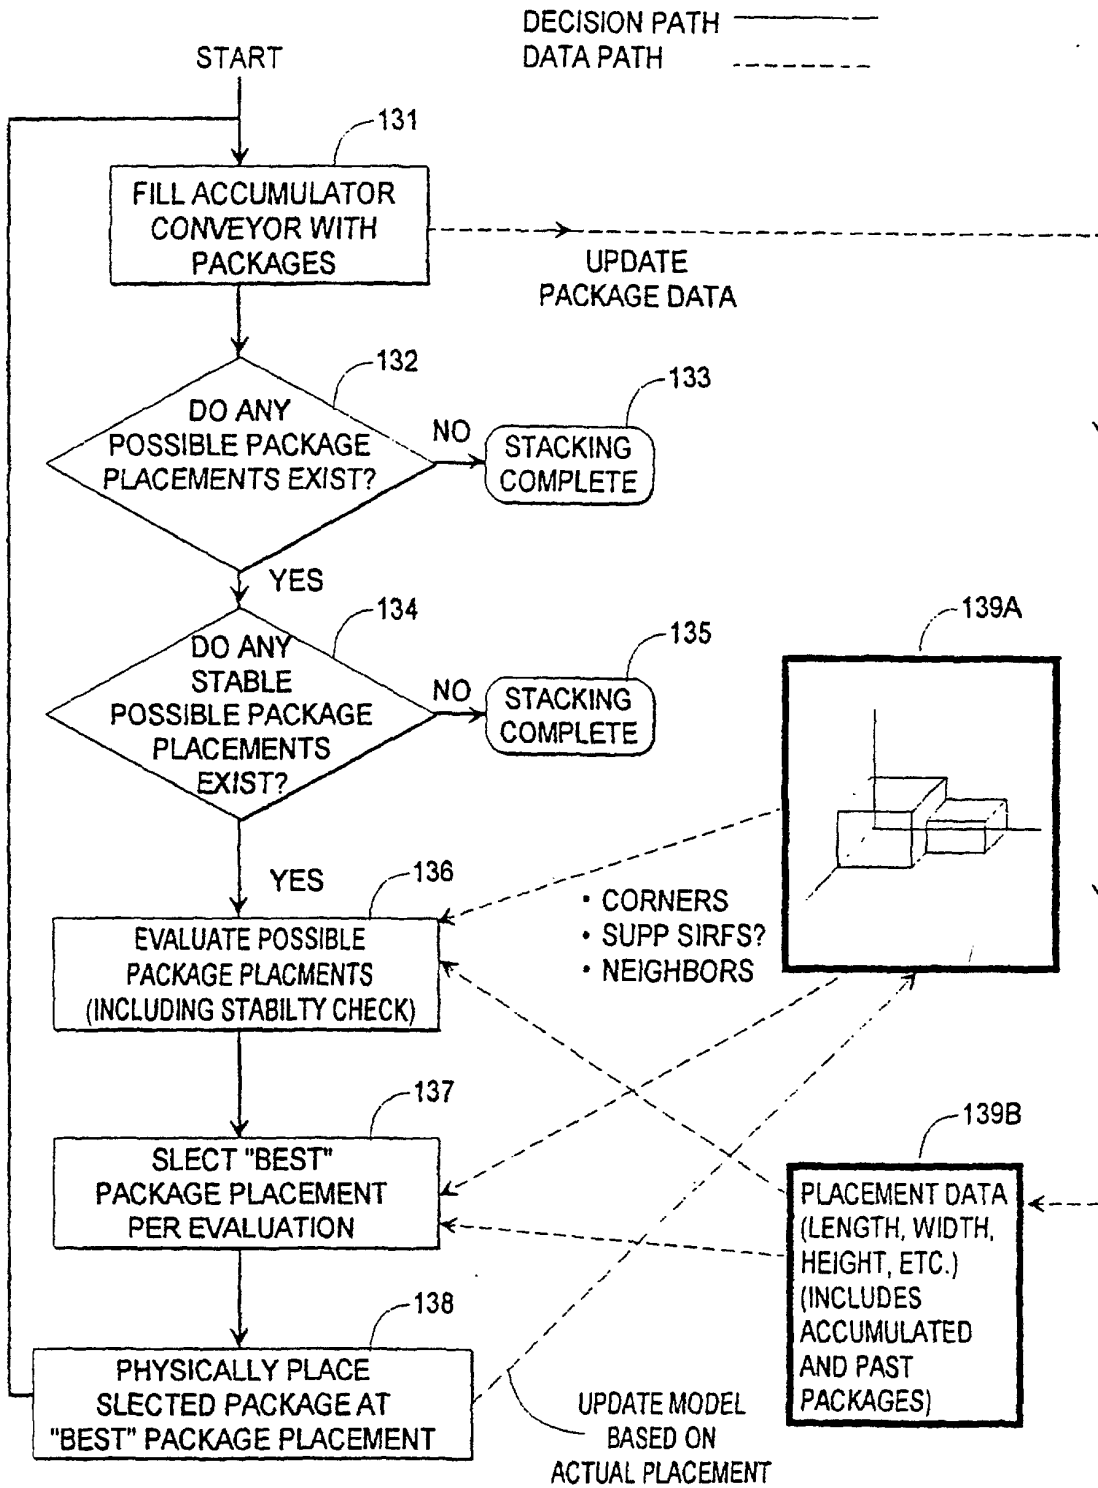 DECISION PATH
DATA PATH
START
131
FILL ACCUMULATOR
CONVEYOR WITH
PACKAGES
UPDATE
PACKAGE DATA
132
DO ANY
POSSIBLE PACKAGE
PLACEMENTS EXIST?
NO
133
STACKING
COMPLETE
YES
134
DO ANY
STABLE
POSSIBLE PACKAGE
PLACEMENTS
EXIST?
NO
135
STACKING
COMPLETE
139A
YES
136
EVALUATE POSSIBLE
PACKAGE PLACMENTS
(INCLUDING STABILTY CHECK)
• CORNERS
• SUPP SIRFS?
• NEIGHBORS
137
SLECT "BEST"
PACKAGE PLACEMENT
PER EVALUATION
139B
PLACEMENT DATA
(LENGTH, WIDTH,
HEIGHT, ETC.)
(INCLUDES
ACCUMULATED
AND PAST
PACKAGES)
138
PHYSICALLY PLACE
SLECTED PACKAGE AT
"BEST" PACKAGE PLACEMENT
UPDATE MODEL
BASED ON
ACTUAL PLACEMENT